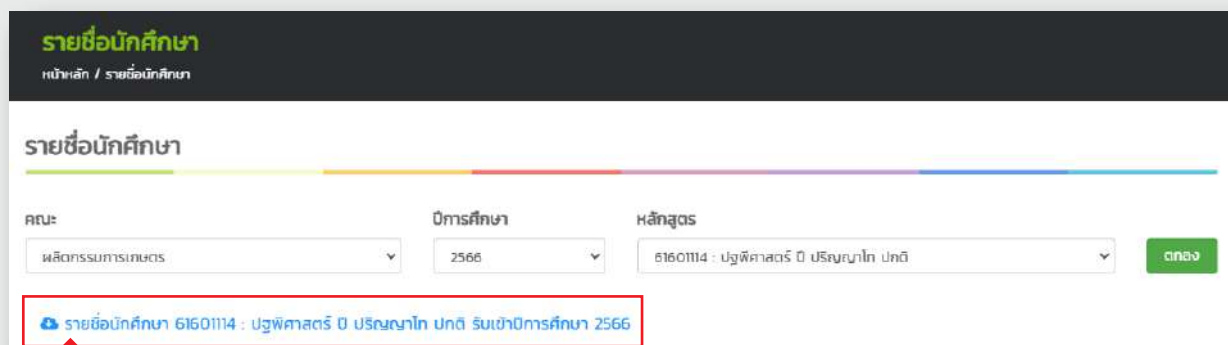 รายชื่อนักศึกษา
หน้าหลัก / รายชื่อนักศึกษา
รายชื่อนักศึกษา
คณะ ปีการศึกษา หลักสูตร
ผลิตกรรมการเกษตร 2566 61601114 : ปฐพีศาสตร์ ปี ปริญญาโท ปกติ ตกลง
รายชื่อนักศึกษา 61601114 : ปฐพีศาสตร์ ปี ปริญญาโท ปกติ รับเข้าปีการศึกษา 2566